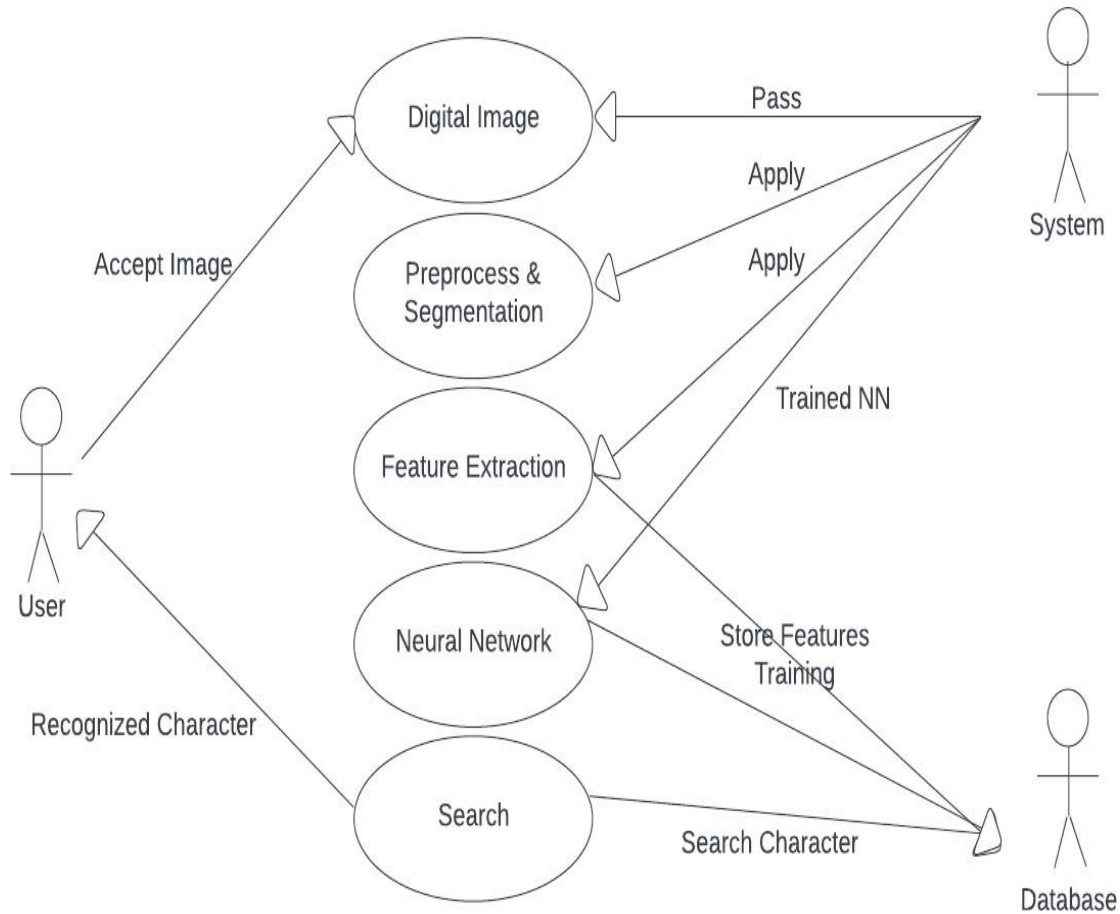 Digital Image
Pass
Apply
System
Accept Image
Preprocess &
Segmentation
Apply
Trained NN
Feature Extraction
User
Neural Network
Store Features
Training
Recognized Character
Search
Search Character
Database